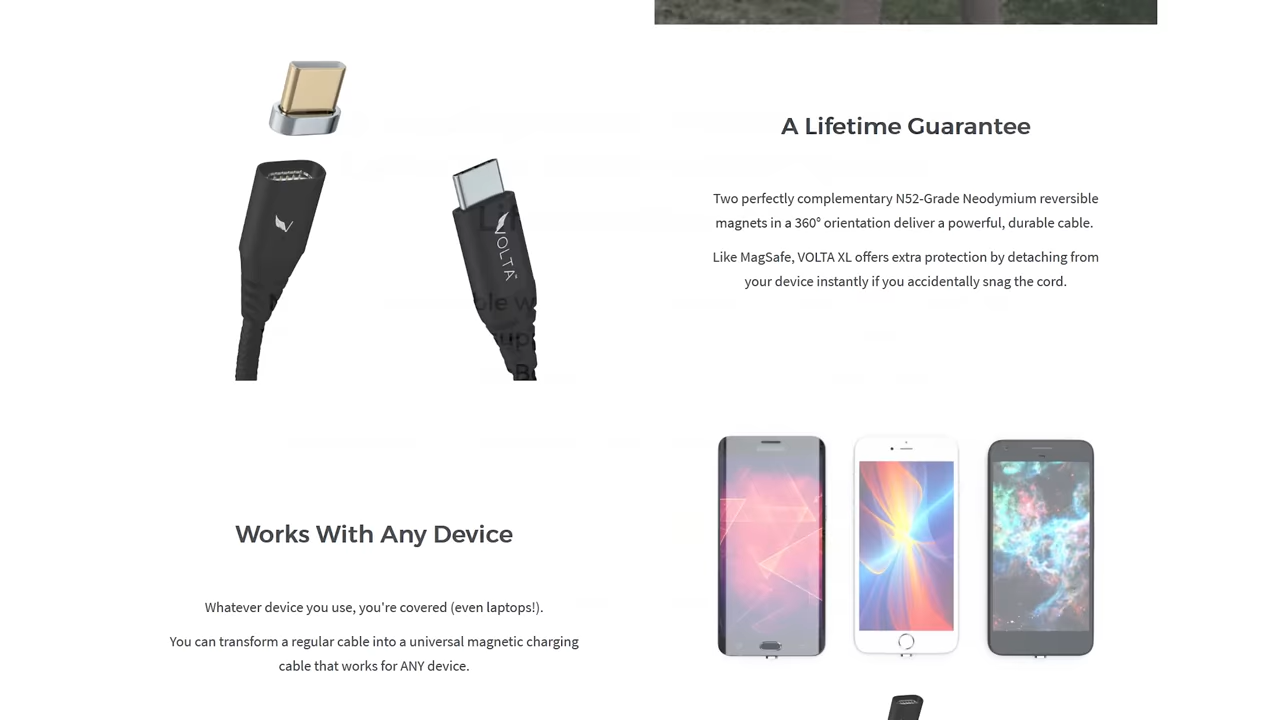 A Lifetime Guarantee
Two perfectly complementary N52-Grade Neodymium reversible
magnets in a 360° orientation deliver a powerful, durable cable.
Like MagSafe, VOLTA XL offers extra protection by detaching from
your device instantly if you accidentally snag the cord.
VOLTA
Works With Any Device
Whatever device you use, you're covered (even laptops!).
You can transform a regular cable into a universal magnetic charging
cable that works for ANY device.